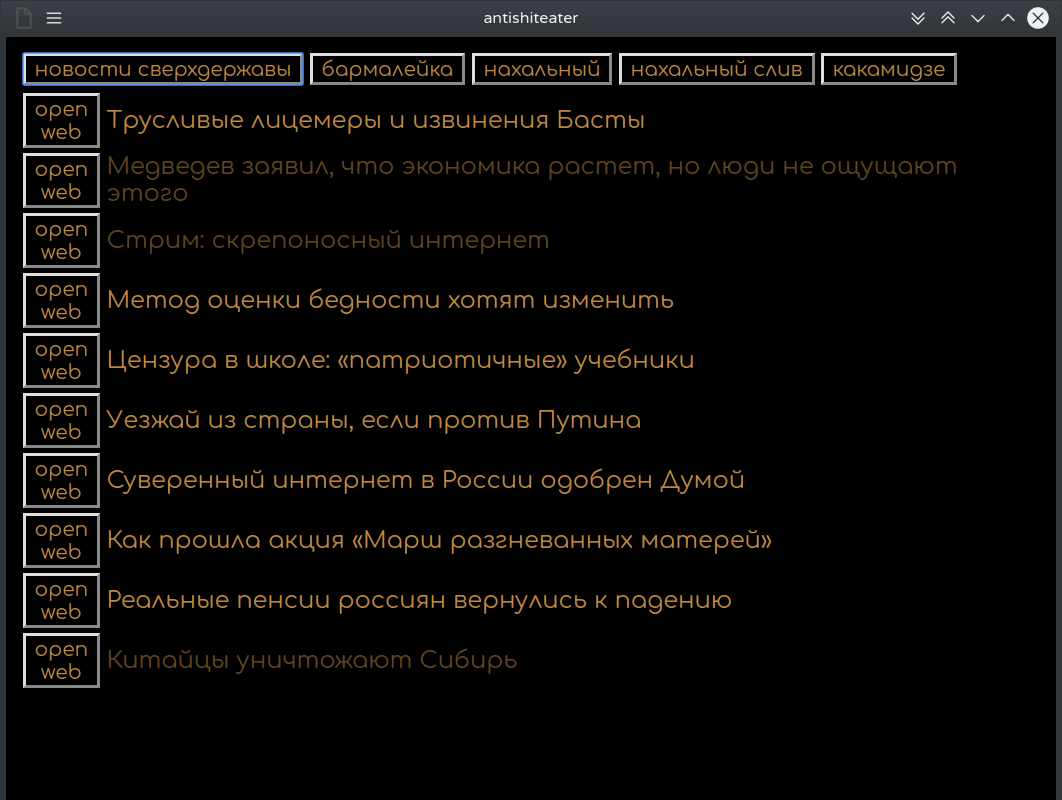 antishiteater
новости сверхдержавы бармалейка нахальный нахальный слив какамидзе
open web Трусливые лицемеры и извинения Басты
open web Медведев заявил, что экономика растет, но люди не ощущают
этого
open web Стрим: скрепоносный интернет
open web Метод оценки бедности хотят изменить
open web Цензура в школе: «патриотичные» учебники
open web Уезжай из страны, если против Путина
open web Суверенный интернет в России одобрен Думой
open web Как прошла акция «Марш разгневанных матерей»
open web Реальные пенсии россиян вернулись к падению
open web Китайцы уничтожают Сибирь